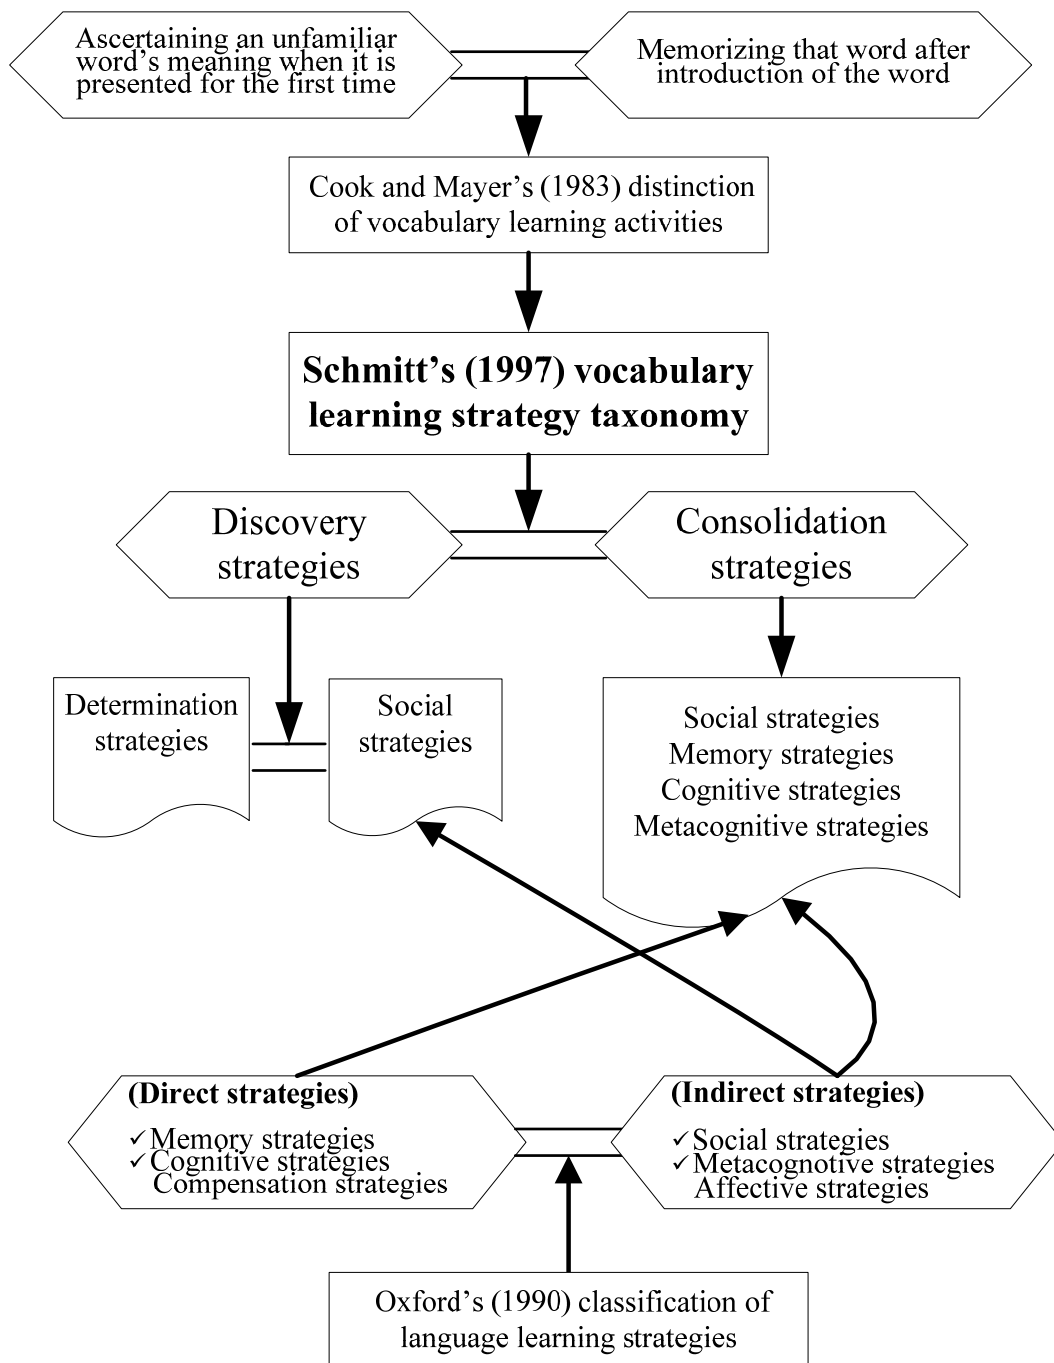 Ascertaining an unfamiliar
word's meaning when it is
presented for the first time
Memorizing that word after
introduction of the word
Cook and Mayer's (1983) distinction
of vocabulary learning activities
Schmitt's (1997) vocabulary
learning strategy taxonomy
Discovery
strategies
Consolidation
strategies
Determination
strategies
Social
strategies
Social strategies
Memory strategies
Cognitive strategies
Metacognitive strategies
(Direct strategies)
✓Memory strategies
✓Cognitive strategies
Compensation strategies
(Indirect strategies)
✓Social strategies
✓Metacognotive strategies
Affective strategies
Oxford's (1990) classification of
language learning strategies